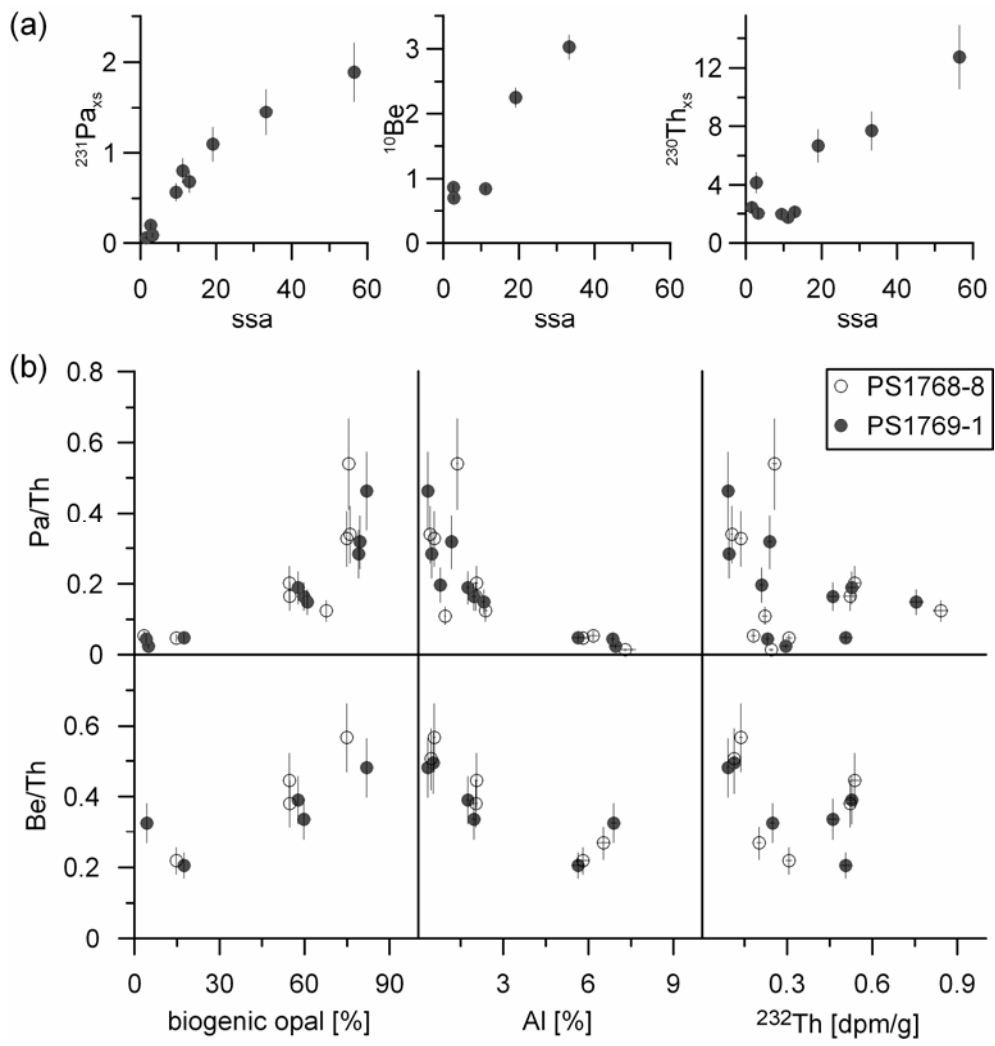 (a)
²³¹Paₓₛ
2
1
0
0 20 40 60
ssa
¹⁰Be
3
2
1
0
0 20 40 60
ssa
²³⁰Thₓₛ
12
8
4
0
0 20 40 60
ssa
(b)
Pa/Th
0.8
0.6
0.4
0.2
0
PS1768-8
PS1769-1
Be/Th
0.6
0.4
0.2
0
0 30 60 90
biogenic opal [%]
3 6 9
Al [%]
0.3 0.6 0.9
²³²Th [dpm/g]